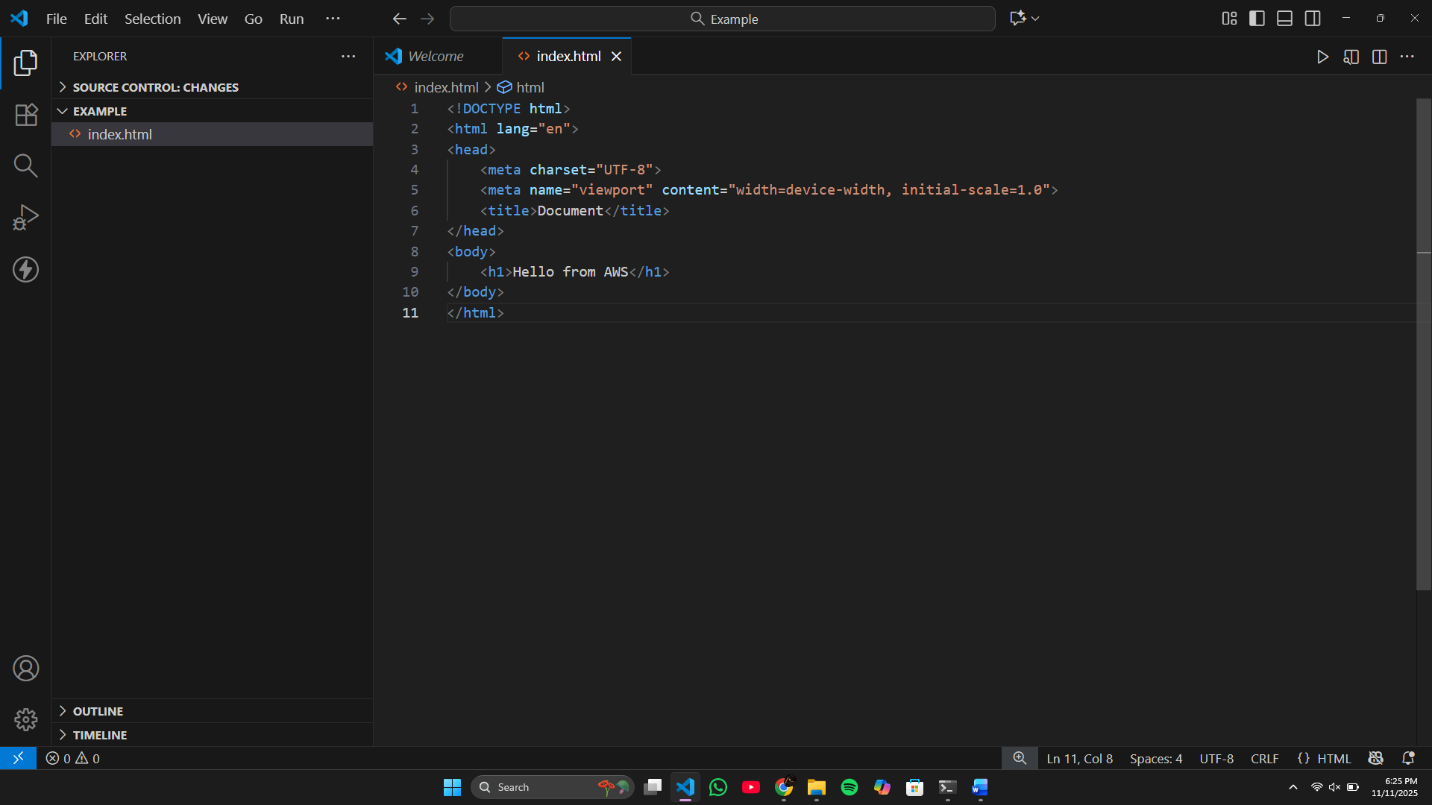 File Edit Selection View Go Run ···
Example
EXPLORER ···
SOURCE CONTROL: CHANGES
EXAMPLE
index.html
OUTLINE
TIMELINE
Welcome
index.html
index.html > html
1 <!DOCTYPE html>
2 <html lang="en">
3 <head>
4 <meta charset="UTF-8">
5 <meta name="viewport" content="width=device-width, initial-scale=1.0">
6 <title>Document</title>
7 </head>
8 <body>
9 <h1>Hello from AWS</h1>
10 </body>
11 </html>
0 0
Ln 11, Col 8 Spaces: 4 UTF-8 CRLF {} HTML
Search
6:25 PM
11/11/2025